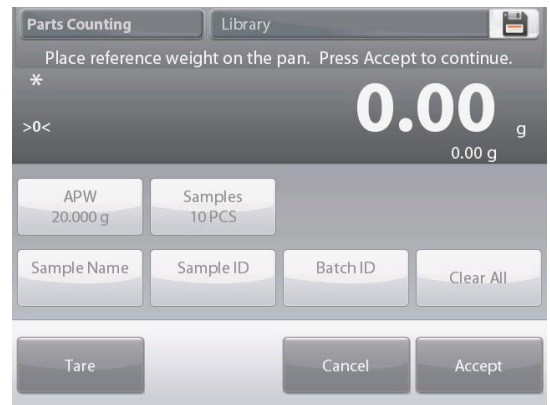 Parts Counting
Library
Place reference weight on the pan. Press Accept to continue.
*
>0<
0.00 g
0.00 g
APW
20.000 g
Samples
10 PCS
Sample Name
Sample ID
Batch ID
Clear All
Tare
Cancel
Accept